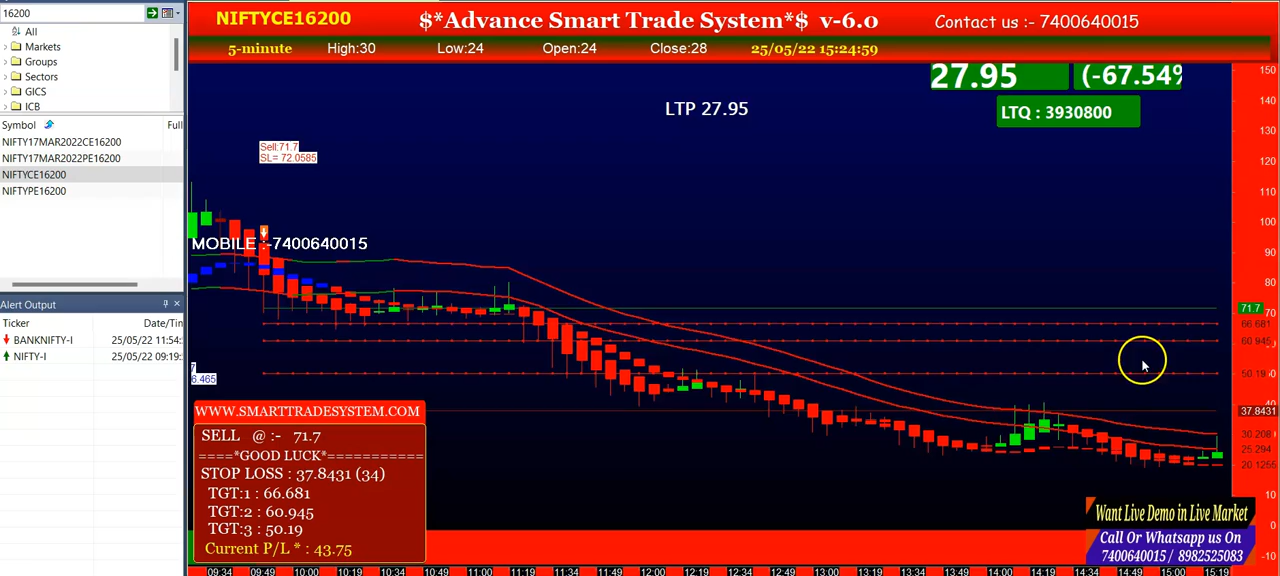 16200
All
Markets
Groups
Sectors
GICS
ICB
Symbol Full
NIFTY17MAR2022CE16200
NIFTY17MAR2022PE16200
NIFTYCE16200
NIFTYPE16200
Alert Output
Ticker Date/Tin
BANKNIFTY-I 25/05/22 11:54:
NIFTY-I 25/05/22 09:19:
NIFTYCE16200 $*Advance Smart Trade System*$ v-6.0 Contact us :- 7400640015
5-minute High:30 Low:24 Open:24 Close:28 25/05/22 15:24:59
27.95 (-67.54%
LTP 27.95
LTQ : 3930800
Sell:71.7
SL= 72.0585
MOBILE :-7400640015
6.465
WWW.SMARTTRADESYSTEM.COM
SELL @ :- 71.7
====*GOOD LUCK*===========
STOP LOSS : 37.8431 (34)
TGT:1 : 66.681
TGT:2 : 60.945
TGT:3 : 50.19
Current P/L * : 43.75
150
140
130
120
110
100
90
80
71.7
70
66.681
60.945
50.19
40
37.8431
30.208
25.294
20.1255
10
0
-10
Want Live Demo in Live Market
Call Or Whatsapp us On
7400640015 / 8982525083
09:34 09:49 10:00 10:19 10:34 10:49 11:00 11:19 11:34 11:49 12:00 12:19 12:34 12:49 13:00 13:19 13:34 13:49 14:00 14:19 14:34 14:49 15:00 15:19